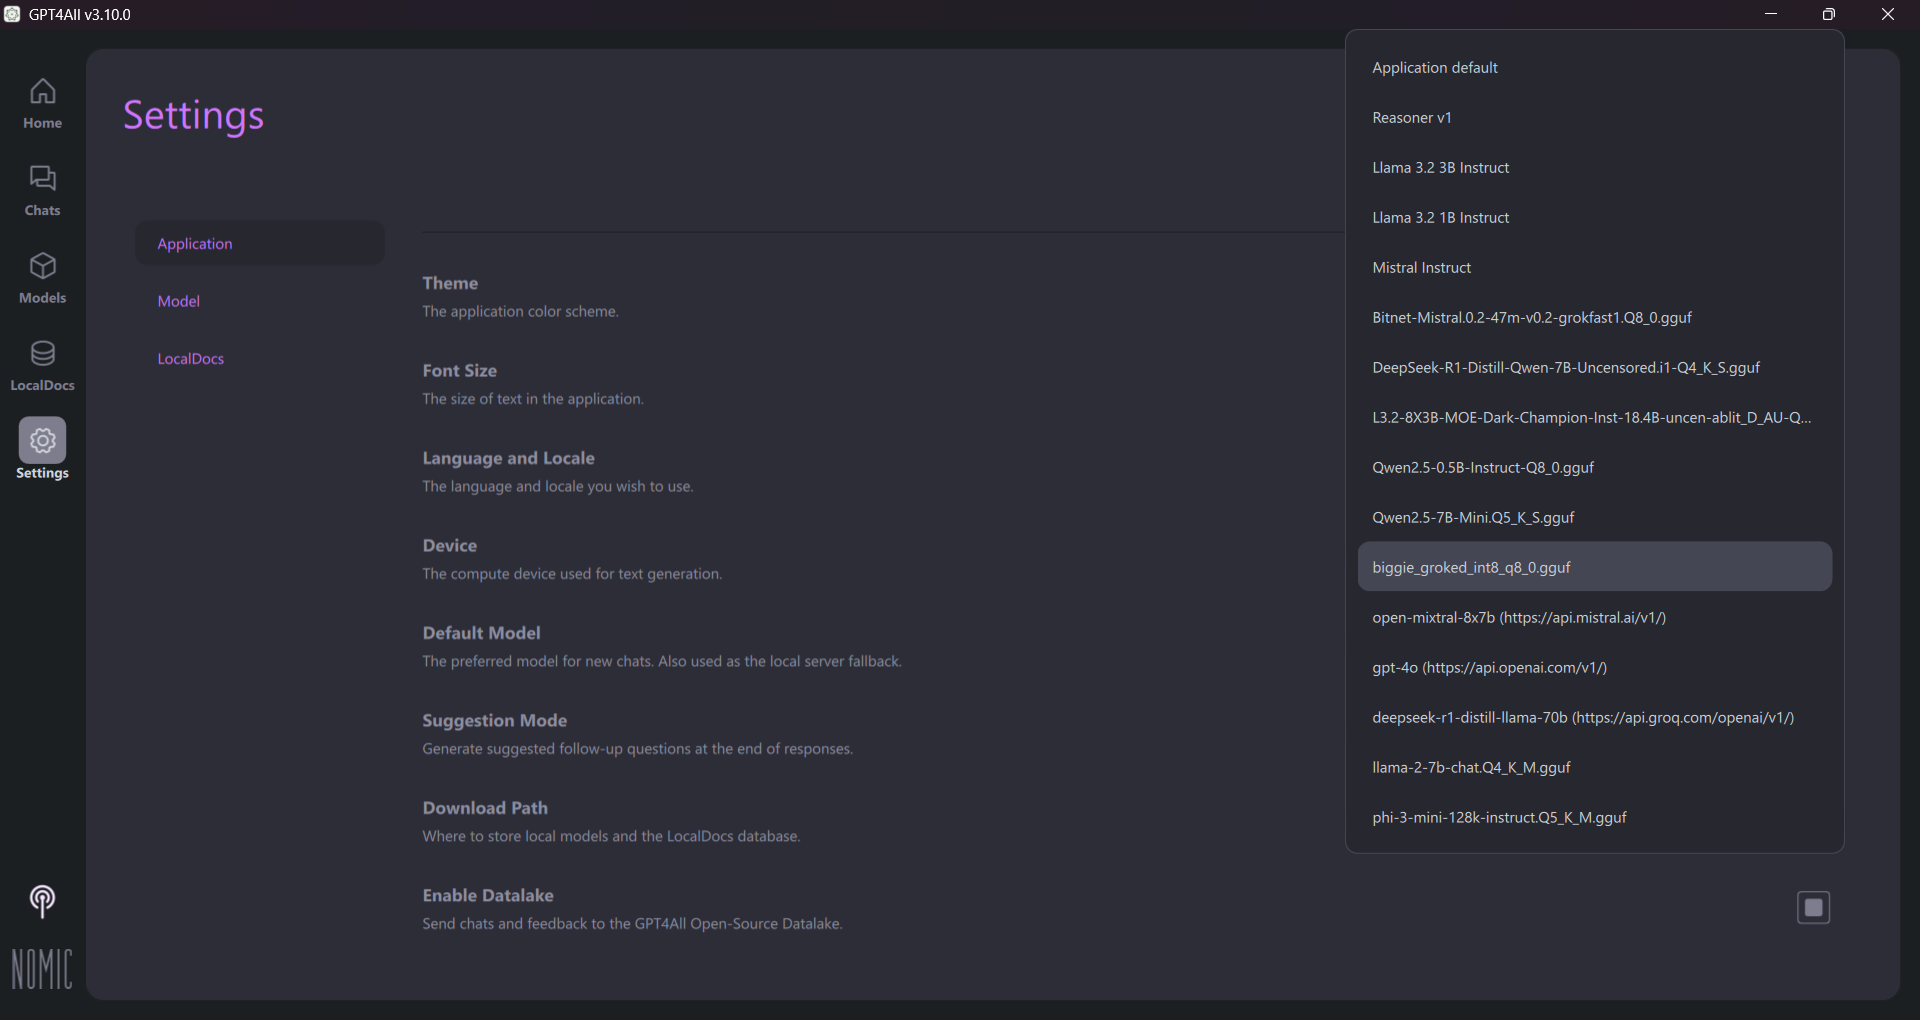 GPT4All v3.10.0
Home
Chats
Models
LocalDocs
Settings
NOMIC
Settings
Application
Model
LocalDocs
Theme
The application color scheme.
Font Size
The size of text in the application.
Language and Locale
The language and locale you wish to use.
Device
The compute device used for text generation.
Default Model
The preferred model for new chats. Also used as the local server fallback.
Suggestion Mode
Generate suggested follow-up questions at the end of responses.
Download Path
Where to store local models and the LocalDocs database.
Enable Datalake
Send chats and feedback to the GPT4All Open-Source Datalake.
Application default
Reasoner v1
Llama 3.2 3B Instruct
Llama 3.2 1B Instruct
Mistral Instruct
Bitnet-Mistral.0.2-47m-v0.2-grokfast1.Q8_0.gguf
DeepSeek-R1-Distill-Qwen-7B-Uncensored.i1-Q4_K_S.gguf
L3.2-8X3B-MOE-Dark-Champion-Inst-18.4B-uncen-ablit_D_AU-Q...
Qwen2.5-0.5B-Instruct-Q8_0.gguf
Qwen2.5-7B-Mini.Q5_K_S.gguf
biggie_groked_int8_q8_0.gguf
open-mixtral-8x7b (https://api.mistral.ai/v1/)
gpt-4o (https://api.openai.com/v1/)
deepseek-r1-distill-llama-70b (https://api.groq.com/openai/v1/)
llama-2-7b-chat.Q4_K_M.gguf
phi-3-mini-128k-instruct.Q5_K_M.gguf